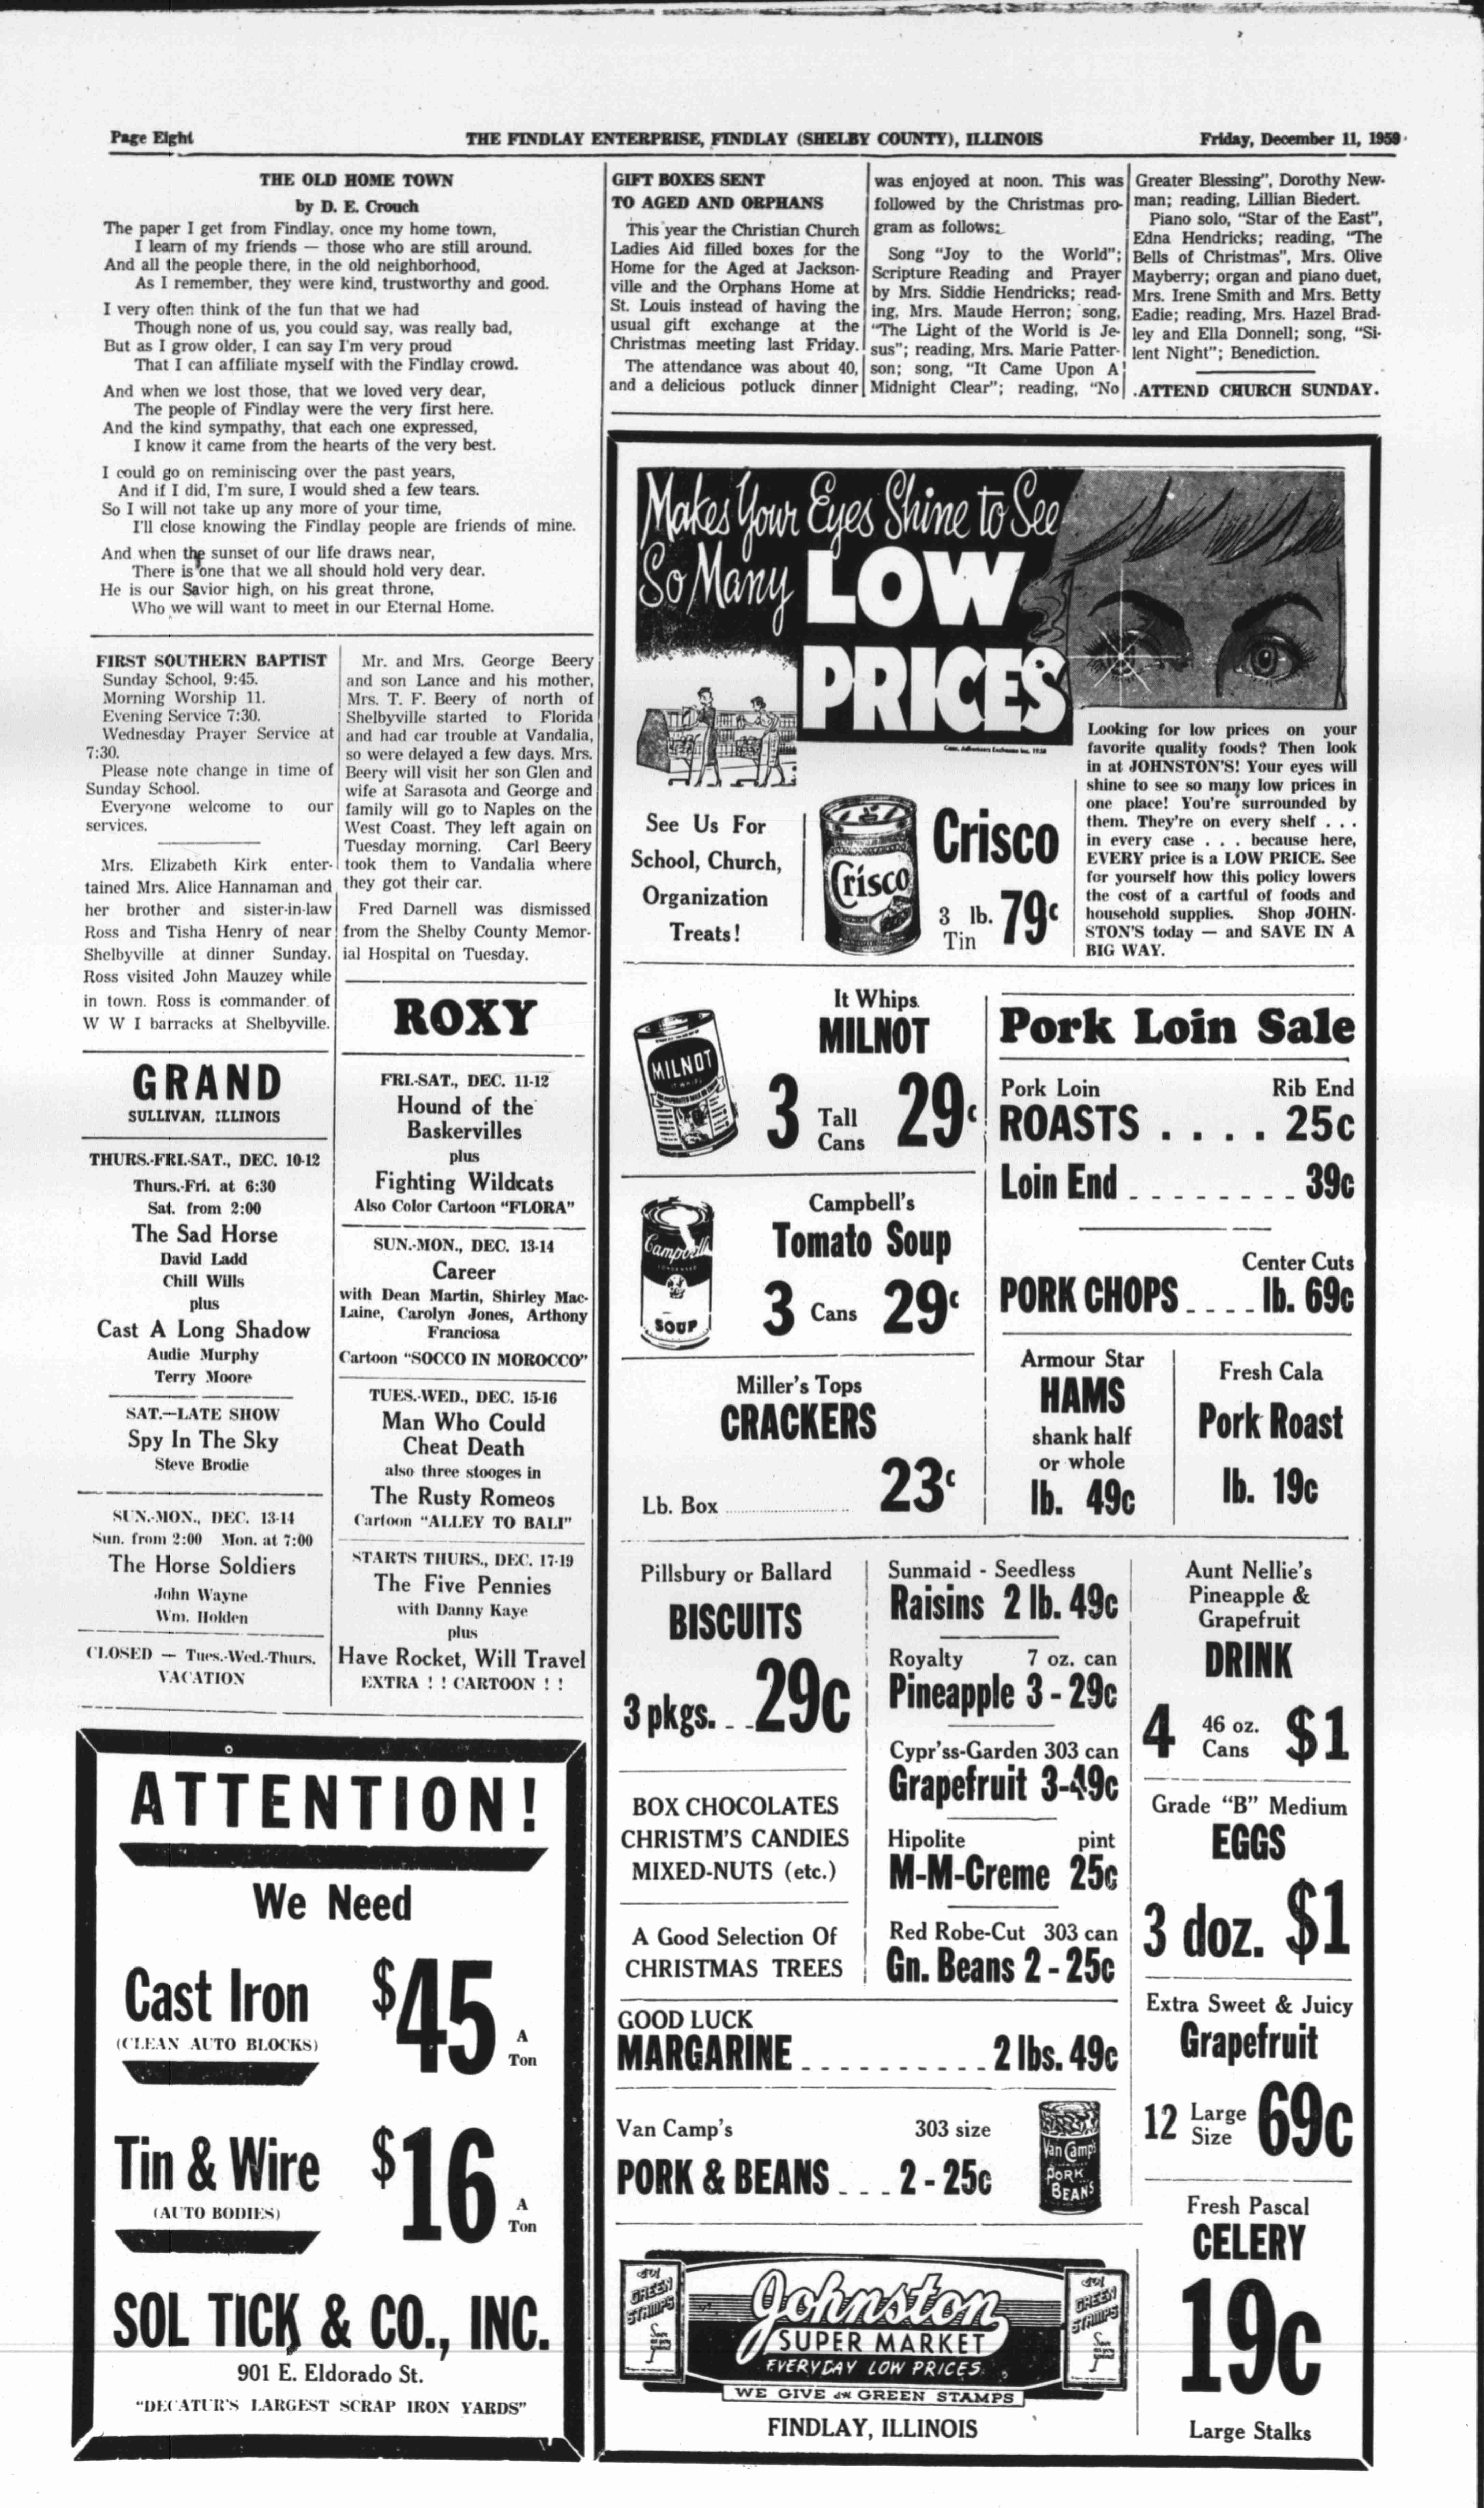 Page Eight
THE FINDLAY ENTERPRISE, FINDLAY (SHELBY COUNTY), ILLINOIS
Friday, December 11, 1959
THE OLD HOME TOWN
by D. E. Crouch
The paper I get from Findlay, once my home town,
I learn of my friends — those who are still around.
And all the people there, in the old neighborhood,
As I remember, they were kind, trustworthy and good.
I very often think of the fun that we had
Though none of us, you could say, was really bad,
But as I grow older, I can say I'm very proud
That I can affiliate myself with the Findlay crowd.
And when we lost those, that we loved very dear,
The people of Findlay were the very first here.
And the kind sympathy, that each one expressed,
I know it came from the hearts of the very best.
I could go on reminiscing over the past years,
And if I did, I'm sure, I would shed a few tears.
So I will not take up any more of your time,
I'll close knowing the Findlay people are friends of mine.
And when the sunset of our life draws near,
There is one that we all should hold very dear.
He is our Savior high, on his great throne,
Who we will want to meet in our Eternal Home.
FIRST SOUTHERN BAPTIST
Sunday School, 9:45.
Morning Worship 11.
Evening Service 7:30.
Wednesday Prayer Service at
7:30.
Please note change in time of
Sunday School.
Everyone welcome to our
services.
Mrs. Elizabeth Kirk enter-
tained Mrs. Alice Hannaman and
her brother and sister-in-law
Ross and Tisha Henry of near
Shelbyville at dinner Sunday.
Ross visited John Mauzey while
in town. Ross is commander of
W W I barracks at Shelbyville.
GRAND
SULLIVAN, ILLINOIS
THURS.-FRI.-SAT., DEC. 10-12
Thurs.-Fri. at 6:30
Sat. from 2:00
The Sad Horse
David Ladd
Chill Wills
plus
Cast A Long Shadow
Audie Murphy
Terry Moore
SAT.—LATE SHOW
Spy In The Sky
Steve Brodie
SUN.-MON., DEC. 13-14
Sun. from 2:00 Mon. at 7:00
The Horse Soldiers
John Wayne
Wm. Holden
CLOSED — Tues.-Wed.-Thurs.
VACATION
Mr. and Mrs. George Beery
and son Lance and his mother,
Mrs. T. F. Beery of north of
Shelbyville started to Florida
and had car trouble at Vandalia,
so were delayed a few days. Mrs.
Beery will visit her son Glen and
wife at Sarasota and George and
family will go to Naples on the
West Coast. They left again on
Tuesday morning. Carl Beery
took them to Vandalia where
they got their car.
Fred Darnell was dismissed
from the Shelby County Memor-
ial Hospital on Tuesday.
ROXY
FRI.-SAT., DEC. 11-12
Hound of the
Baskervilles
plus
Fighting Wildcats
Also Color Cartoon "FLORA"
SUN.-MON., DEC. 13-14
Career
with Dean Martin, Shirley Mac-
Laine, Carolyn Jones, Arthony
Franciosa
Cartoon "SOCCO IN MOROCCO"
TUES.-WED., DEC. 15-16
Man Who Could
Cheat Death
also three stooges in
The Rusty Romeos
Cartoon "ALLEY TO BALI"
STARTS THURS., DEC. 17-19
The Five Pennies
with Danny Kaye
plus
Have Rocket, Will Travel
EXTRA ! ! CARTOON ! !
ATTENTION!
We Need
Cast Iron $45 A Ton
(CLEAN AUTO BLOCKS)
Tin & Wire $16 A Ton
(AUTO BODIES)
SOL TICK & CO., INC.
901 E. Eldorado St.
"DECATUR'S LARGEST SCRAP IRON YARDS"
GIFT BOXES SENT
TO AGED AND ORPHANS
This year the Christian Church
Ladies Aid filled boxes for the
Home for the Aged at Jackson-
ville and the Orphans Home at
St. Louis instead of having the
usual gift exchange at the
Christmas meeting last Friday.
The attendance was about 40,
and a delicious potluck dinner
was enjoyed at noon. This was
followed by the Christmas pro-
gram as follows:
Song "Joy to the World";
Scripture Reading and Prayer
by Mrs. Siddie Hendricks; read-
ing, Mrs. Maude Herron; song,
"The Light of the World is Je-
sus"; reading, Mrs. Marie Patter-
son; song, "It Came Upon A
Midnight Clear"; reading, "No
Greater Blessing", Dorothy New-
man; reading, Lillian Biedert.
Piano solo, "Star of the East",
Edna Hendricks; reading, "The
Bells of Christmas", Mrs. Olive
Mayberry; organ and piano duet,
Mrs. Irene Smith and Mrs. Betty
Eadie; reading, Mrs. Hazel Brad-
ley and Ella Donnell; song, "Si-
lent Night"; Benediction.
.ATTEND CHURCH SUNDAY.
Makes Your Eyes Shine to See
So Many LOW
PRICES
Looking for low prices on your
favorite quality foods? Then look
in at JOHNSTON'S! Your eyes will
shine to see so many low prices in
one place! You're surrounded by
them. They're on every shelf . . .
in every case . . . because here,
EVERY price is a LOW PRICE. See
for yourself how this policy lowers
the cost of a cartful of foods and
household supplies. Shop JOHN-
STON'S today — and SAVE IN A
BIG WAY.
See Us For
School, Church,
Organization
Treats!
Crisco
Crisco
3 lb. Tin 79c
It Whips
MILNOT
MILNOT
3 Tall Cans 29c
Campbell's
Tomato Soup
Campbell's
CONDENSED
SOUP
3 Cans 29c
Miller's Tops
CRACKERS
Lb. Box 23c
Pork Loin Sale
Pork Loin Rib End
ROASTS . . . . 25c
Loin End - - - - - - - - 39c
Center Cuts
PORK CHOPS - - - - lb. 69c
Armour Star
HAMS
shank half
or whole
lb. 49c
Fresh Cala
Pork Roast
lb. 19c
Pillsbury or Ballard
BISCUITS
3 pkgs. - - 29c
BOX CHOCOLATES
CHRISTM'S CANDIES
MIXED-NUTS (etc.)
A Good Selection Of
CHRISTMAS TREES
Sunmaid - Seedless
Raisins 2 lb. 49c
Royalty 7 oz. can
Pineapple 3 - 29c
Cypr'ss-Garden 303 can
Grapefruit 3-49c
Hipolite pint
M-M-Creme 25c
Red Robe-Cut 303 can
Gn. Beans 2 - 25c
GOOD LUCK
MARGARINE - - - - - - - - - - 2 lbs. 49c
Van Camp's 303 size
PORK & BEANS - - - 2 - 25c
Van Camp's
PORK
BEANS
Aunt Nellie's
Pineapple &
Grapefruit
DRINK
4 46 oz. Cans $1
Grade "B" Medium
EGGS
3 doz. $1
Extra Sweet & Juicy
Grapefruit
12 Large Size 69c
Fresh Pascal
CELERY
19c
Large Stalks
GREEN
STAMPS
Johnston
SUPER MARKET
EVERYDAY LOW PRICES
GREEN
STAMPS
WE GIVE S&H GREEN STAMPS
FINDLAY, ILLINOIS